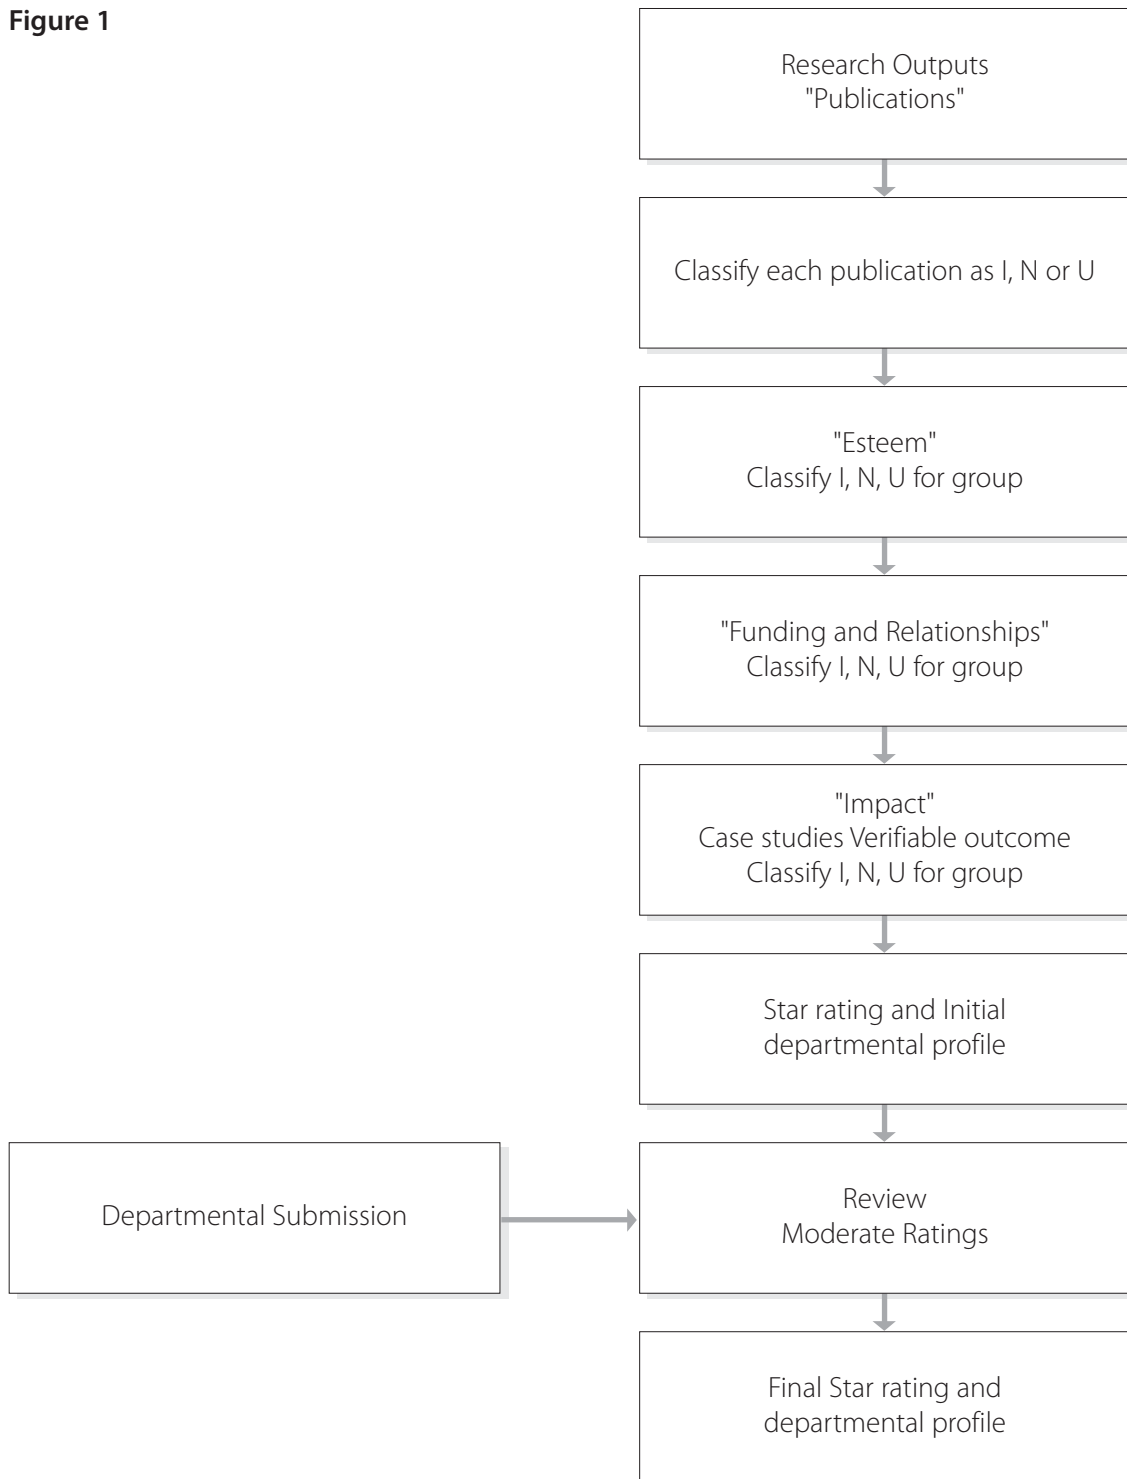 Figure 1
Research Outputs
"Publications"
Classify each publication as I, N or U
"Esteem"
Classify I, N, U for group
"Funding and Relationships"
Classify I, N, U for group
"Impact"
Case studies Verifiable outcome
Classify I, N, U for group
Star rating and Initial
departmental profile
Departmental Submission
Review
Moderate Ratings
Final Star rating and
departmental profile